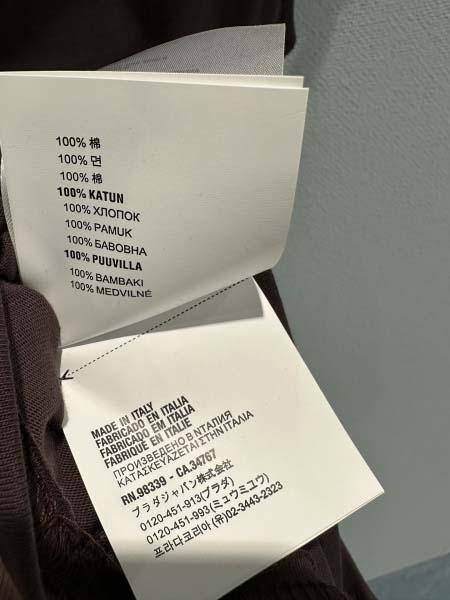 100% 棉
100% 면
100% 棉
100% KATUN
100% ХЛОПОК
100% PAMUK
100% БАВОВНА
100% PUUVILLA
100% BAMBAKI
100% MEDVILNĖ
MADE IN ITALY
FABRICADO EN ITALIA
FABRICADO EM ITALIA
FABRIQUE EN ITALIE
ПРОИЗВЕДЕНО В ИТАЛИЯ
ΚΑΤΑΣΚΕΥΑΖΕΤΑΙ ΣΤΗΝ ΙΤΑΛΙΑ
RN.98339 - CA.34767
プラダジャパン株式会社
0120-451-913(プラダ)
0120-451-993(ミュウミュウ)
프라다코리아 (유)02-3443-2323